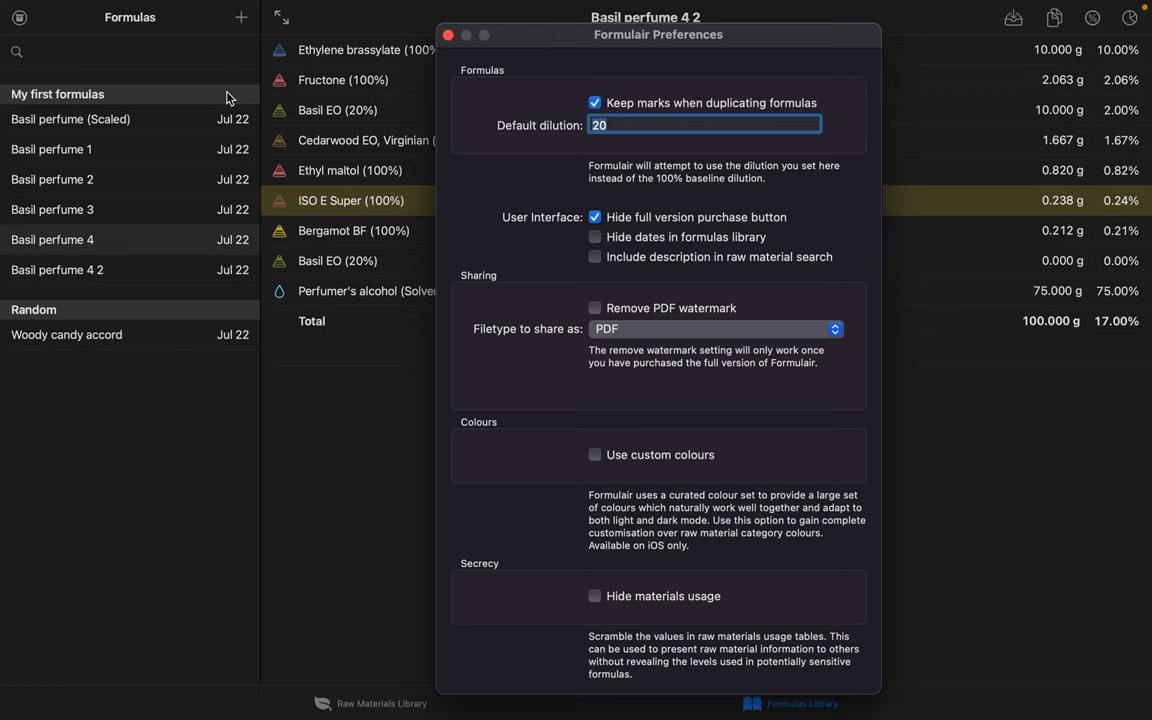 Formulas
Basil perfume 4 2
Formulair Preferences
My first formulas
Basil perfume (Scaled) Jul 22
Basil perfume 1 Jul 22
Basil perfume 2 Jul 22
Basil perfume 3 Jul 22
Basil perfume 4 Jul 22
Basil perfume 4 2 Jul 22
Random
Woody candy accord Jul 22
Ethylene brassylate (100% 10.000 g 10.00%
Fructone (100%) 2.063 g 2.06%
Basil EO (20%) 10.000 g 2.00%
Cedarwood EO, Virginian ( 1.667 g 1.67%
Ethyl maltol (100%) 0.820 g 0.82%
ISO E Super (100%) 0.238 g 0.24%
Bergamot BF (100%) 0.212 g 0.21%
Basil EO (20%) 0.000 g 0.00%
Perfumer's alcohol (Solver 75.000 g 75.00%
Total 100.000 g 17.00%
Formulas
Keep marks when duplicating formulas
Default dilution: 20
Formulair will attempt to use the dilution you set here
instead of the 100% baseline dilution.
User Interface: Hide full version purchase button
Hide dates in formulas library
Include description in raw material search
Sharing
Remove PDF watermark
Filetype to share as: PDF
The remove watermark setting will only work once
you have purchased the full version of Formulair.
Colours
Use custom colours
Formulair uses a curated colour set to provide a large set
of colours which naturally work well together and adapt to
both light and dark mode. Use this option to gain complete
customisation over raw material category colours.
Available on iOS only.
Secrecy
Hide materials usage
Scramble the values in raw materials usage tables. This
can be used to present raw material information to others
without revealing the levels used in potentially sensitive
formulas.
Raw Materials Library
Formulas Library